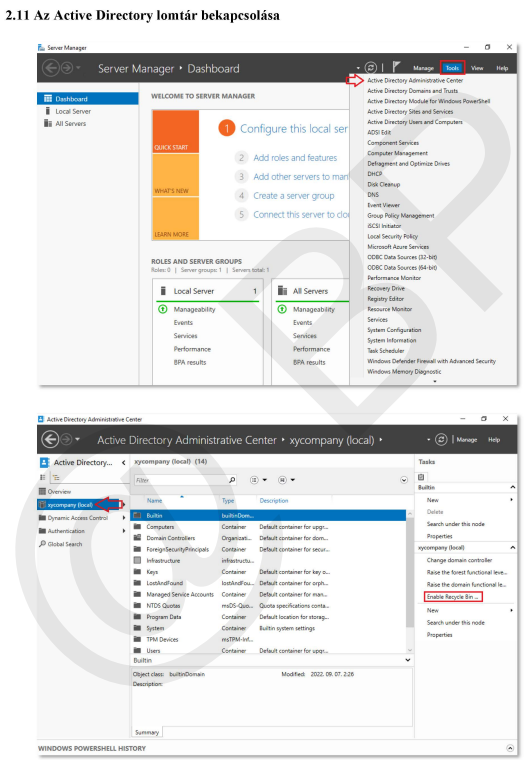 2.11 Az Active Directory lomtár bekapcsolása
Server Manager
Server Manager • Dashboard
Manage Tools View Help
Dashboard
Local Server
All Servers
WELCOME TO SERVER MANAGER
QUICK START
WHAT'S NEW
LEARN MORE
1 Configure this local ser
2 Add roles and features
3 Add other servers to man
4 Create a server group
5 Connect this server to clou
ROLES AND SERVER GROUPS
Roles: 0 | Server groups: 1 | Servers total: 1
Local Server 1
Manageability
Events
Services
Performance
BPA results
All Servers
Manageability
Events
Services
Performance
BPA results
Active Directory Administrative Center
Active Directory Domains and Trusts
Active Directory Module for Windows PowerShell
Active Directory Sites and Services
Active Directory Users and Computers
ADSI Edit
Component Services
Computer Management
Defragment and Optimize Drives
DHCP
Disk Cleanup
DNS
Event Viewer
Group Policy Management
iSCSI Initiator
Local Security Policy
Microsoft Azure Services
ODBC Data Sources (32-bit)
ODBC Data Sources (64-bit)
Performance Monitor
Recovery Drive
Registry Editor
Resource Monitor
Services
System Configuration
System Information
Task Scheduler
Windows Defender Firewall with Advanced Security
Windows Memory Diagnostic
Active Directory Administrative Center
Active Directory Administrative Center • xycompany (local) •
Manage Help
Active Directory...
Overview
xycompany (local)
Dynamic Access Control
Authentication
Global Search
xycompany (local) (14)
Filter
Name Type Description
Builtin builtinDom...
Computers Container Default container for upgr...
Domain Controllers Organizati... Default container for dom...
ForeignSecurityPrincipals Container Default container for secur...
Infrastructure infrastructu...
Keys Container Default container for key o...
LostAndFound lostAndFou... Default container for orph...
Managed Service Accounts Container Default container for man...
NTDS Quotas msDS-Quo... Quota specifications conta...
Program Data Container Default location for storag...
System Container Builtin system settings
TPM Devices msTPM-Inf...
Users Container Default container for upgr...
Builtin
Object class: builtinDomain Modified: 2022. 09. 07. 2:26
Description:
Summary
Tasks
Builtin
New
Delete
Search under this node
Properties
xycompany (local)
Change domain controller
Raise the forest functional leve...
Raise the domain functional le...
Enable Recycle Bin ...
New
Search under this node
Properties
WINDOWS POWERSHELL HISTORY